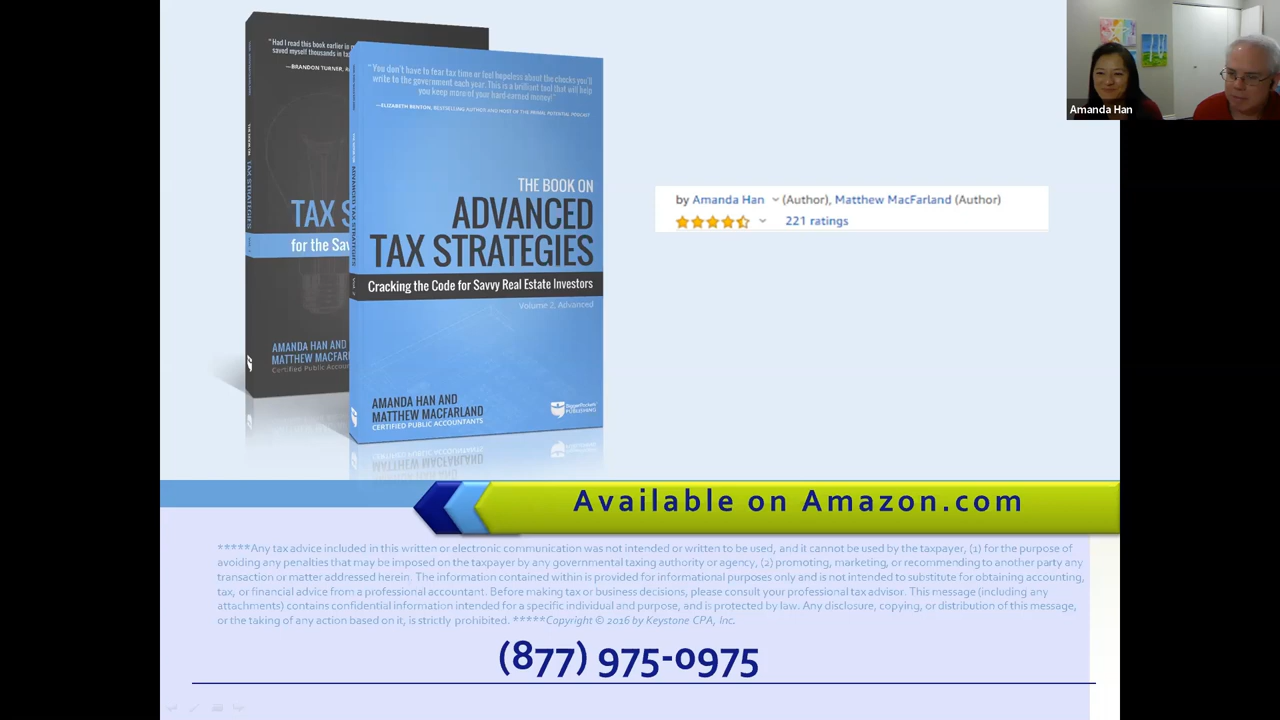 "Had I read this book earlier in m
saved myself thousands in ta
—BRANDON TURNER, R
TAX S
for the Sav
AMANDA HAN AND
MATTHEW MACFARL
Certified Public Accoun
"You don't have to fear tax time or feel hopeless about the checks you'll
write to the government each year. This is a brilliant tool that will help
you keep more of your hard-earned money!"
—ELIZABETH BENTON, BESTSELLING AUTHOR AND HOST OF THE PRIMAL POTENTIAL PODCAST
THE BOOK ON
ADVANCED
TAX STRATEGIES
Cracking the Code for Savvy Real Estate Investors
Volume 2, Advanced
AMANDA HAN AND
MATTHEW MACFARLAND
CERTIFIED PUBLIC ACCOUNTANTS
BiggerPockets
PUBLISHING
Amanda Han
by Amanda Han (Author), Matthew MacFarland (Author)
221 ratings
Available on Amazon.com
*****Any tax advice included in this written or electronic communication was not intended or written to be used, and it cannot be used by the taxpayer, (1) for the purpose of
avoiding any penalties that may be imposed on the taxpayer by any governmental taxing authority or agency, (2) promoting, marketing, or recommending to another party any
transaction or matter addressed herein. The information contained within is provided for informational purposes only and is not intended to substitute for obtaining accounting,
tax, or financial advice from a professional accountant. Before making tax or business decisions, please consult your professional tax advisor. This message (including any
attachments) contains confidential information intended for a specific individual and purpose, and is protected by law. Any disclosure, copying, or distribution of this message,
or the taking of any action based on it, is strictly prohibited. *****Copyright © 2016 by Keystone CPA, Inc.
(877) 975-0975